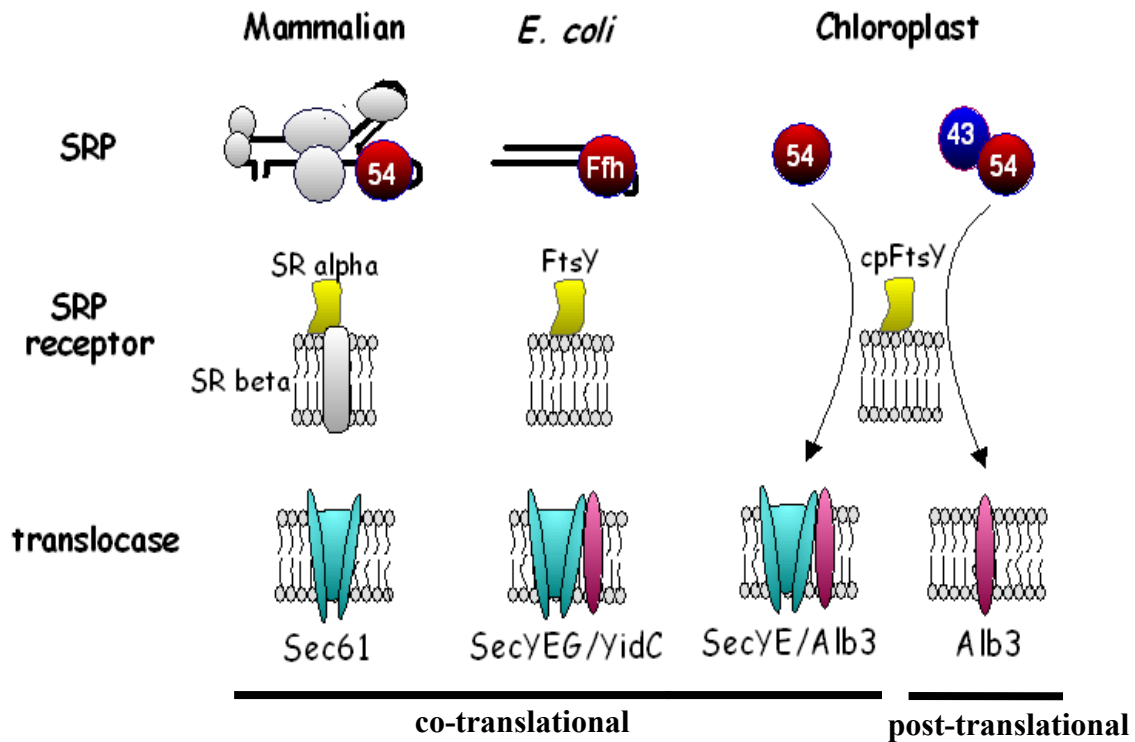 Mammalian E. coli Chloroplast
SRP
54 Ffh 54 43 54
SR alpha FtsY cpFtsY
SRP
receptor
SR beta
translocase
Sec61 SecYEG/YidC SecYE/Alb3 Alb3
co-translational post-translational